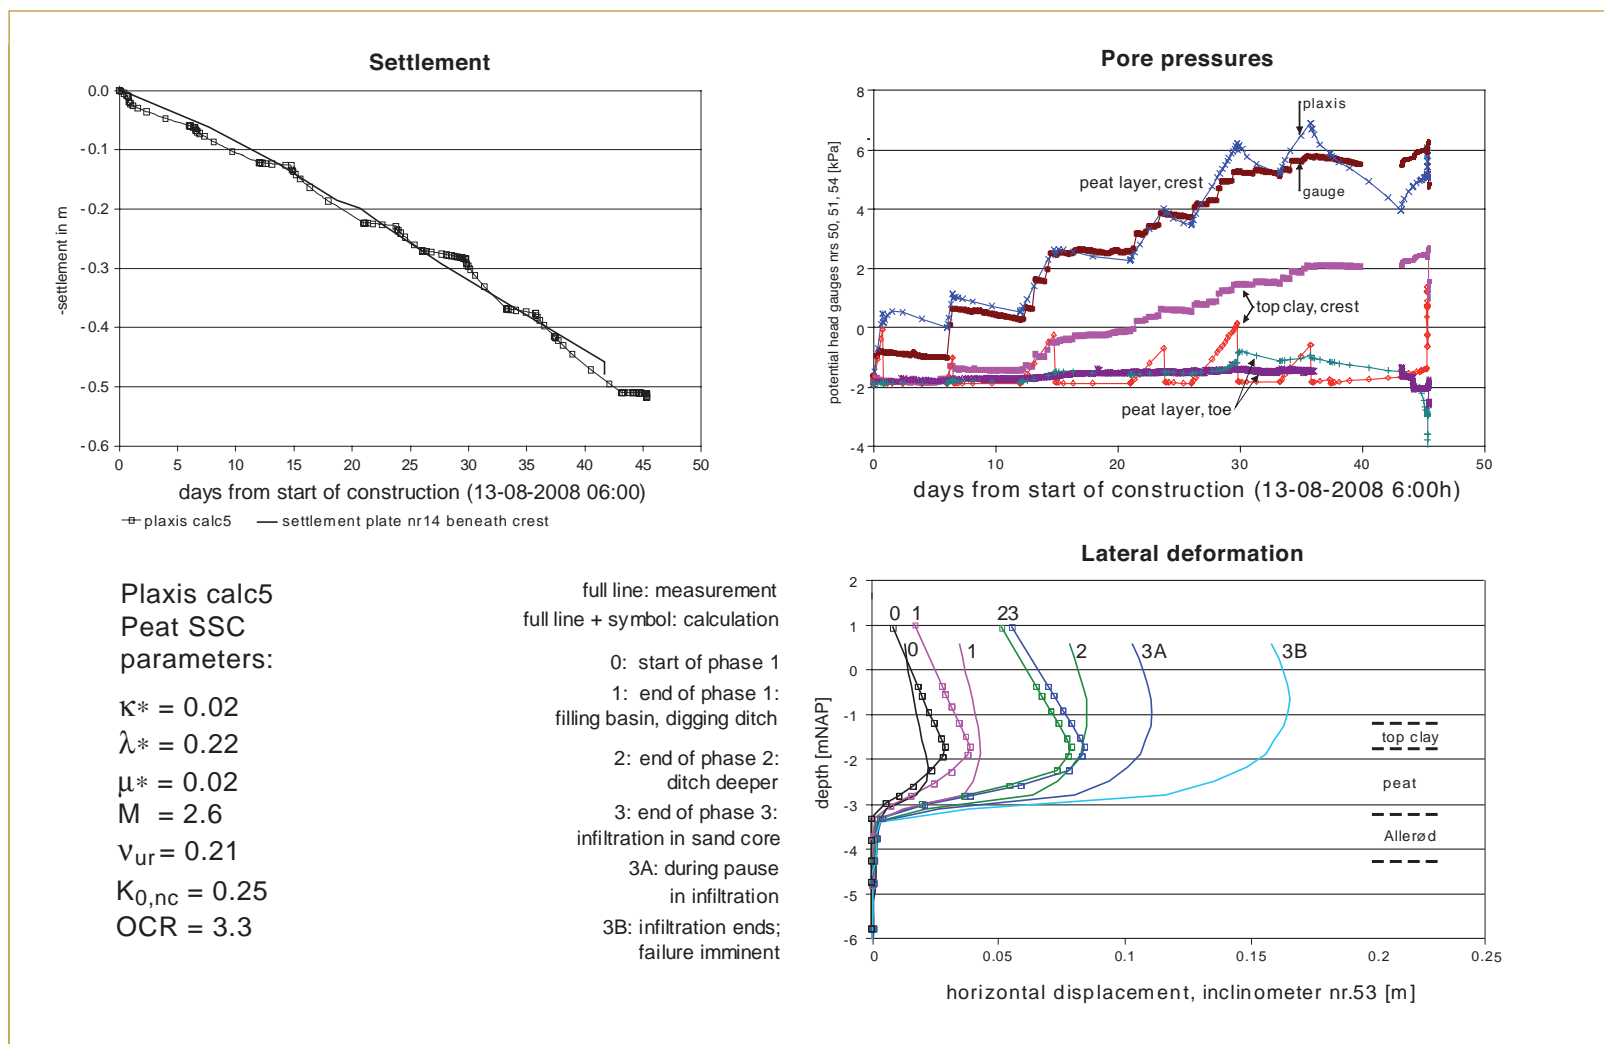 Settlement
0.0
-0.1
-0.2
-0.3
-0.4
-0.5
-0.6
-settlement in m
0 5 10 15 20 25 30 35 40 45 50
days from start of construction (13-08-2008 06:00)
plaxis calc5 settlement plate nr14 beneath crest
Pore pressures
8
6
4
2
0
-2
-4
potential head gauges nrs 50, 51, 54 [kPa]
plaxis
peat layer, crest
gauge
top clay, crest
peat layer, toe
0 10 20 30 40 50
days from start of construction (13-08-2008 6:00h)
Plaxis calc5
Peat SSC
parameters:
κ* = 0.02
λ* = 0.22
μ* = 0.02
M = 2.6
νur = 0.21
K0,nc = 0.25
OCR = 3.3
full line: measurement
full line + symbol: calculation
0: start of phase 1
1: end of phase 1:
filling basin, digging ditch
2: end of phase 2:
ditch deeper
3: end of phase 3:
infiltration in sand core
3A: during pause
in infiltration
3B: infiltration ends;
failure imminent
Lateral deformation
2
1
0
-1
-2
-3
-4
-5
-6
depth [mNAP]
0 1 23
0 1 2 3A 3B
top clay
peat
Allerød
0 0.05 0.1 0.15 0.2 0.25
horizontal displacement, inclinometer nr.53 [m]